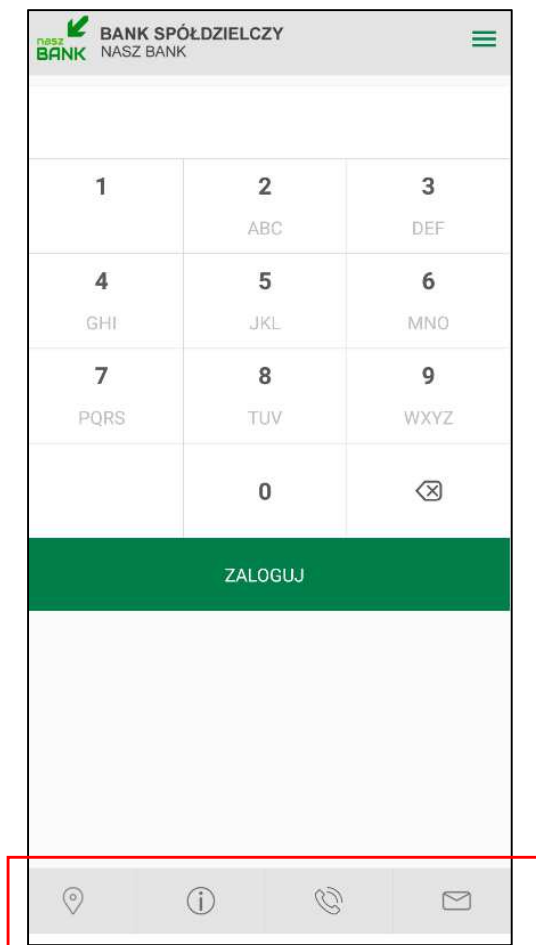 nasz
BANK
BANK SPÓŁDZIELCZY
NASZ BANK
1 2 3
ABC DEF
4 5 6
GHI JKL MNO
7 8 9
PQRS TUV WXYZ
0
ZALOGUJ